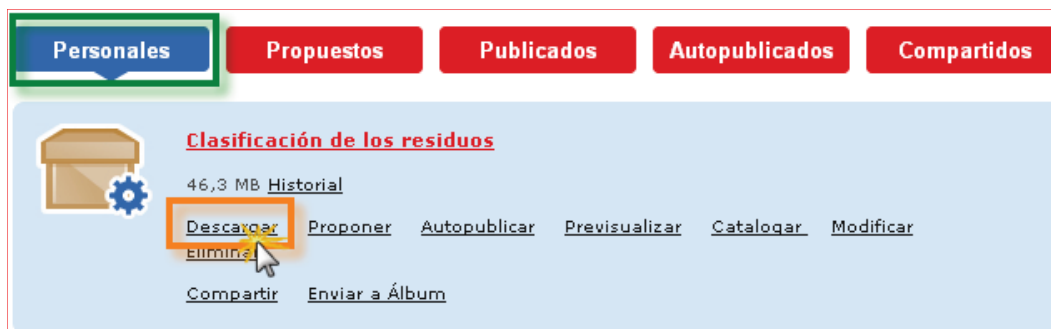 Personales Propuestos Publicados Autopublicados Compartidos
Clasificación de los residuos
46,3 MB Historial
Descargar Proponer Autopublicar Previsualizar Catalogar Modificar
Eliminar
Compartir Enviar a Álbum